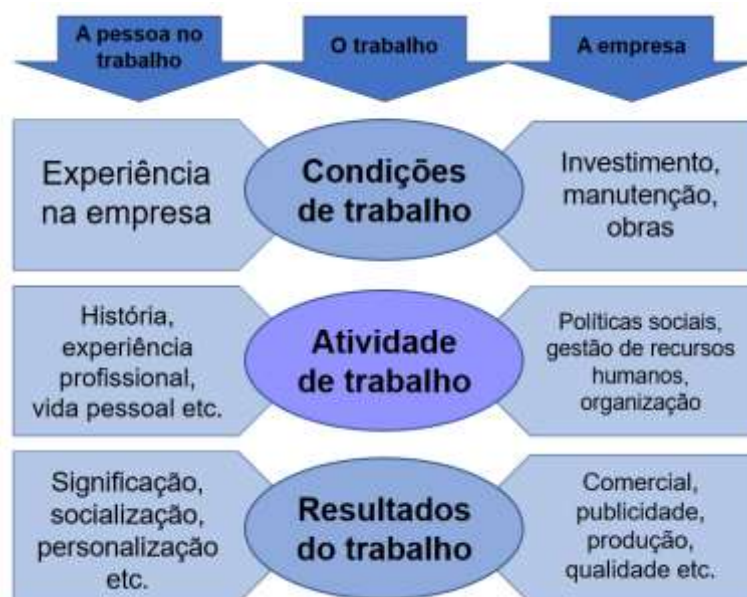 A pessoa no
trabalho
O trabalho
A empresa
Experiência
na empresa
Condições
de trabalho
Investimento,
manutenção,
obras
História,
experiência
profissional,
vida pessoal etc.
Atividade
de trabalho
Políticas sociais,
gestão de recursos
humanos,
organização
Significação,
socialização,
personalização
etc.
Resultados
do trabalho
Comercial,
publicidade,
produção,
qualidade etc.